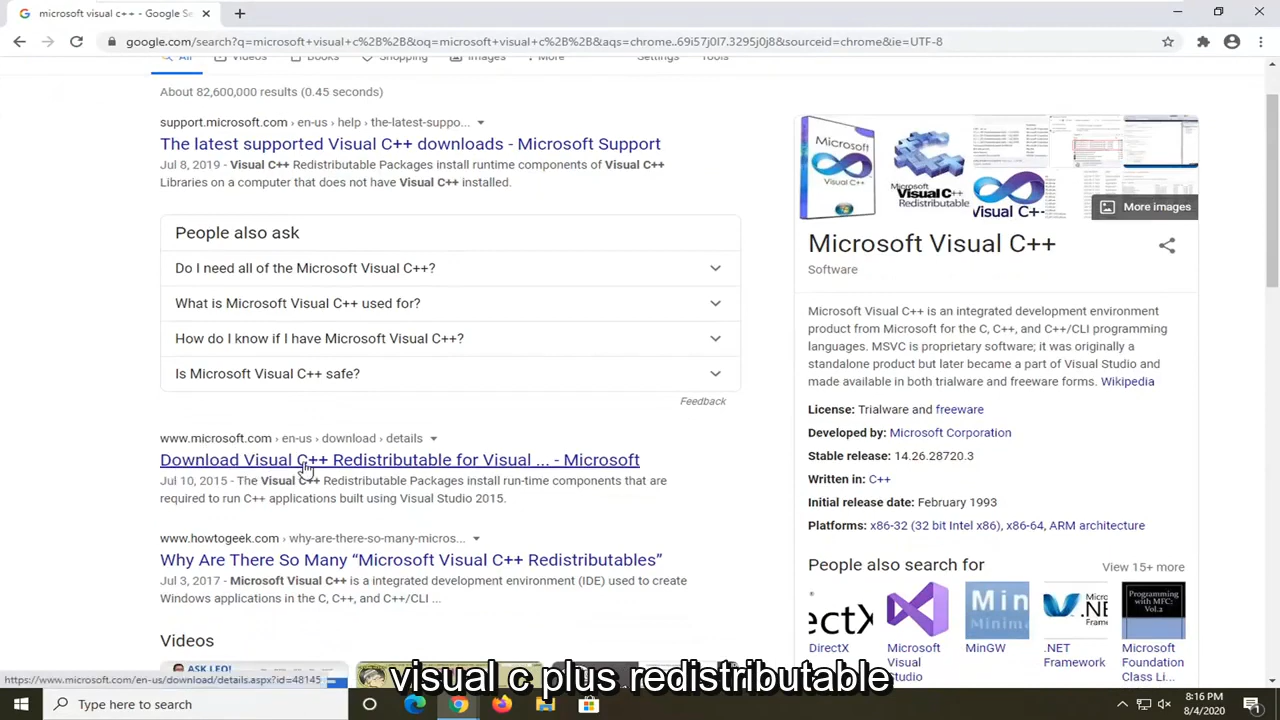 microsoft visual c++ - Google Se
google.com/search?q=microsoft+visual+c%2B%2B&oq=microsoft+visual+c%2B%2B&aqs=chrome..69i57j0l7.3295j0j8&sourceid=chrome&ie=UTF-8
All Videos Books Shopping Images More Settings Tools
About 82,600,000 results (0.45 seconds)
support.microsoft.com › en-us › help › the-latest-suppo...
The latest supported Visual C++ downloads - Microsoft Support
Jul 8, 2019 - Visual C++ Redistributable Packages install runtime components of Visual C++
Libraries on a computer that does not have Visual C++ installed.
People also ask
Do I need all of the Microsoft Visual C++?
What is Microsoft Visual C++ used for?
How do I know if I have Microsoft Visual C++?
Is Microsoft Visual C++ safe?
Feedback
www.microsoft.com › en-us › download › details
Download Visual C++ Redistributable for Visual ... - Microsoft
Jul 10, 2015 - The Visual C++ Redistributable Packages install run-time components that are
required to run C++ applications built using Visual Studio 2015.
www.howtogeek.com › why-are-there-so-many-micros...
Why Are There So Many “Microsoft Visual C++ Redistributables”
Jul 3, 2017 - Microsoft Visual C++ is a integrated development environment (IDE) used to create
Windows applications in the C, C++, and C++/CLI ...
Videos
ASK LEO!
Microsoft
Visual C++
Microsoft
Visual C++
Redistributable
Visual C++
More images
Microsoft Visual C++
Software
Microsoft Visual C++ is an integrated development environment
product from Microsoft for the C, C++, and C++/CLI programming
languages. MSVC is proprietary software; it was originally a
standalone product but later became a part of Visual Studio and
made available in both trialware and freeware forms. Wikipedia
License: Trialware and freeware
Developed by: Microsoft Corporation
Stable release: 14.26.28720.3
Written in: C++
Initial release date: February 1993
Platforms: x86-32 (32 bit Intel x86), x86-64, ARM architecture
People also search for
View 15+ more
DirectX
Microsoft
Visual
Studio
MinGW
.NET
Framework
Microsoft
Foundation
Class Li...
Programming
with MFC:
Vol.2
https://www.microsoft.com/en-us/download/details.aspx?id=48145
visual c plus redistributable
Type here to search
8:16 PM
8/4/2020
1